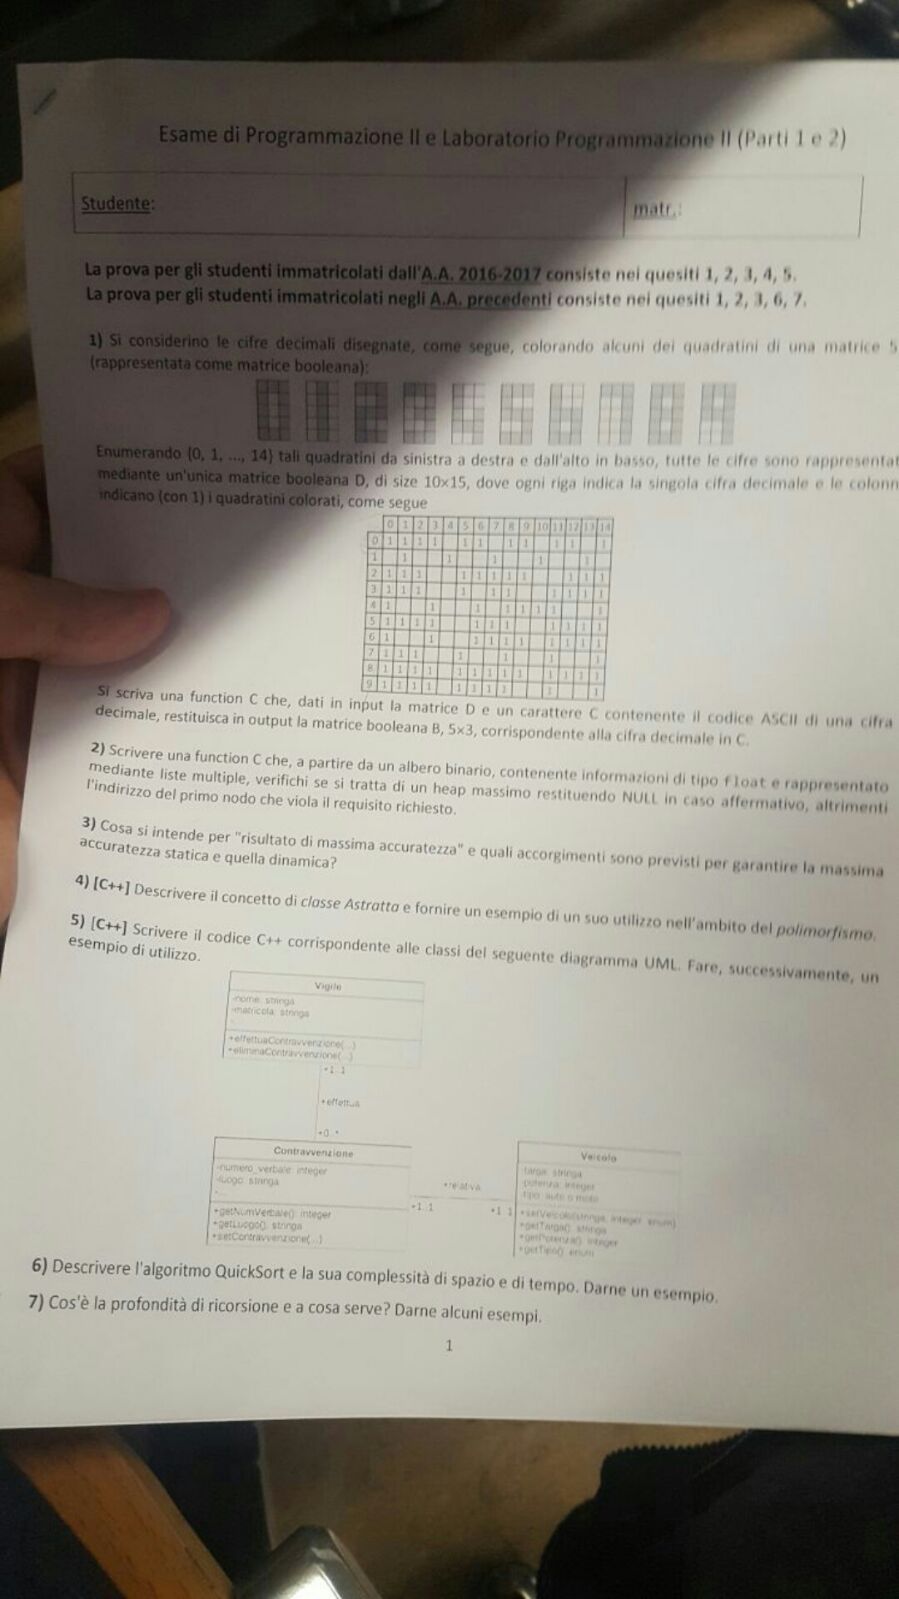 Esame di Programmazione II e Laboratorio Programmazione II (Parti 1 e 2)
Studente:
matr.:
La prova per gli studenti immatricolati dall'A.A. 2016-2017 consiste nei quesiti 1, 2, 3, 4, 5.
La prova per gli studenti immatricolati negli A.A. precedenti consiste nei quesiti 1, 2, 3, 6, 7.
1) Si considerino le cifre decimali disegnate, come segue, colorando alcuni dei quadratini di una matrice 5
(rappresentata come matrice booleana):
Enumerando {0, 1, ..., 14} tali quadratini da sinistra a destra e dall'alto in basso, tutte le cifre sono rappresentat
mediante un'unica matrice booleana D, di size 10×15, dove ogni riga indica la singola cifra decimale e le colonn
indicano (con 1) i quadratini colorati, come segue
0 1 2 3 4 5 6 7 8 9 10 11 12 13 14
0 1 1 1 1 1 1 1 1 1 1 1
1 1 1 1 1 1
2 1 1 1 1 1 1 1 1 1 1 1
3 1 1 1 1 1 1 1 1 1 1
4 1 1 1 1 1 1 1 1
5 1 1 1 1 1 1 1 1 1 1 1
6 1 1 1 1 1 1 1 1 1 1
7 1 1 1 1 1 1 1
8 1 1 1 1 1 1 1 1 1 1 1 1 1
9 1 1 1 1 1 1 1 1 1 1
Si scriva una function C che, dati in input la matrice D e un carattere C contenente il codice ASCII di una cifra
decimale, restituisca in output la matrice booleana B, 5×3, corrispondente alla cifra decimale in C.
2) Scrivere una function C che, a partire da un albero binario, contenente informazioni di tipo float e rappresentato
mediante liste multiple, verifichi se si tratta di un heap massimo restituendo NULL in caso affermativo, altrimenti
l'indirizzo del primo nodo che viola il requisito richiesto.
3) Cosa si intende per "risultato di massima accuratezza" e quali accorgimenti sono previsti per garantire la massima
accuratezza statica e quella dinamica?
4) [C++] Descrivere il concetto di classe Astratta e fornire un esempio di un suo utilizzo nell'ambito del polimorfismo.
5) [C++] Scrivere il codice C++ corrispondente alle classi del seguente diagramma UML. Fare, successivamente, un
esempio di utilizzo.
Vigile
-nome: stringa
-matricola: stringa
+effettuaContravvenzione(...)
+eliminaContravvenzione(...)
+1..1
+effettua
+0..*
Contravvenzione
-numero_verbale: integer
-luogo: stringa
+getNumVerbale(): integer
+getLuogo(): stringa
+setContravvenzione(...)
+relativa
+1..1
+1..1
Veicolo
-targa: stringa
-potenza: integer
-tipo: auto o moto
+setVeicolo(stringa, integer, enum)
+getTarga(): stringa
+getPotenza(): integer
+getTipo(): enum
6) Descrivere l'algoritmo QuickSort e la sua complessità di spazio e di tempo. Darne un esempio.
7) Cos'è la profondità di ricorsione e a cosa serve? Darne alcuni esempi.
1